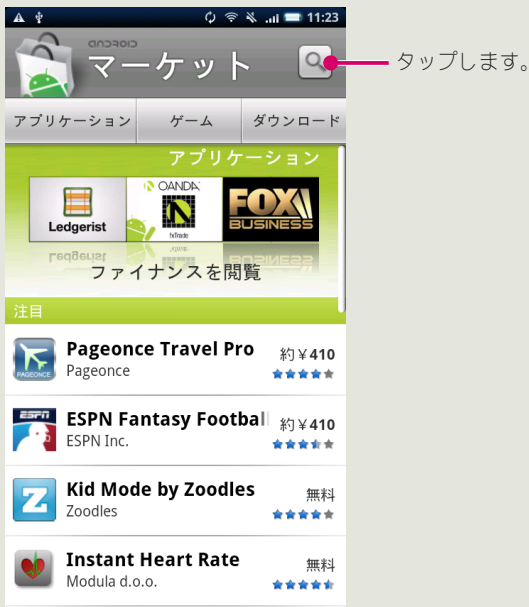 11:23
ANDROID
マーケット
タップします。
アプリケーション
ゲーム
ダウンロード
アプリケーション
Ledgerist
OANDA
fxTrade
FOX
BUSINESS
ファイナンスを閲覧
注目
Pageonce Travel Pro
約¥410
PAGEONCE
Pageonce
ESPN
ESPN Fantasy Football
約¥410
ESPN Inc.
Z
Kid Mode by Zoodles
無料
Zoodles
Instant Heart Rate
無料
Modula d.o.o.